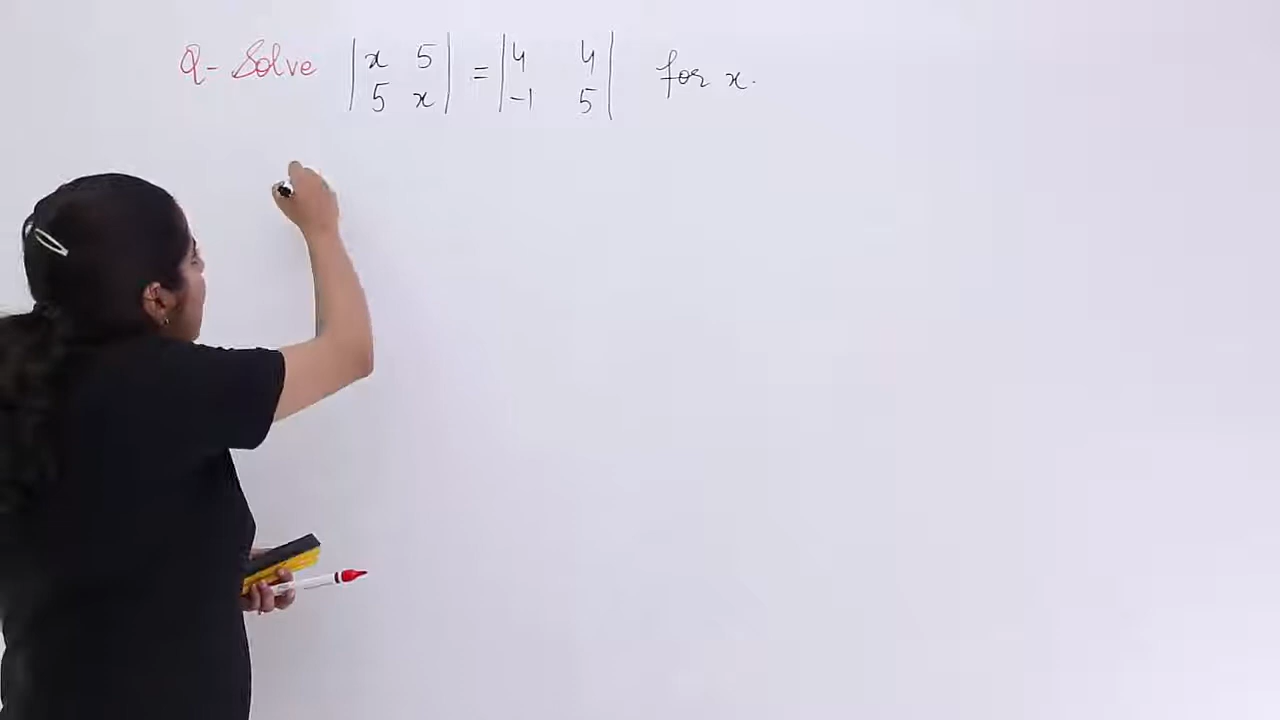 Q- Solve |x 5| = |4 4| for x.
|5 x| |-1 5|